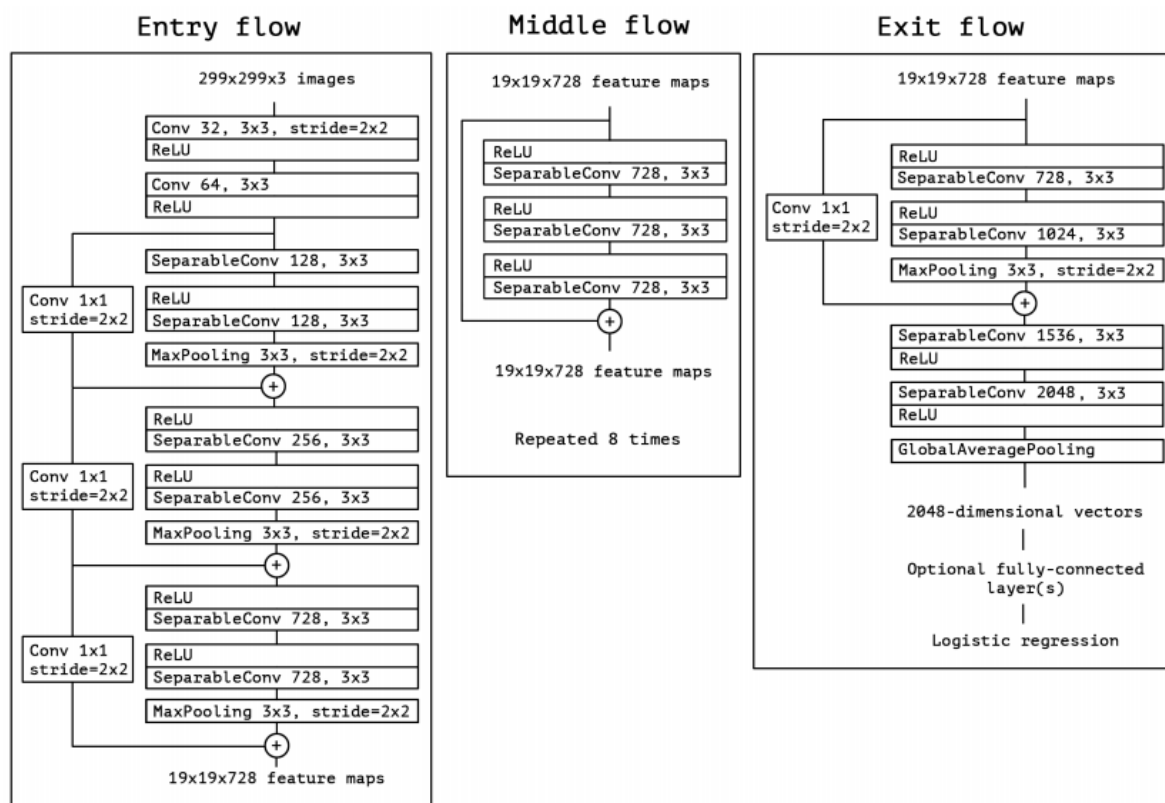 Entry flow
299x299x3 images
Conv 32, 3x3, stride=2x2
ReLU
Conv 64, 3x3
ReLU
SeparableConv 128, 3x3
Conv 1x1
stride=2x2
ReLU
SeparableConv 128, 3x3
MaxPooling 3x3, stride=2x2
+
ReLU
SeparableConv 256, 3x3
Conv 1x1
stride=2x2
ReLU
SeparableConv 256, 3x3
MaxPooling 3x3, stride=2x2
+
ReLU
SeparableConv 728, 3x3
Conv 1x1
stride=2x2
ReLU
SeparableConv 728, 3x3
MaxPooling 3x3, stride=2x2
+
19x19x728 feature maps
Middle flow
19x19x728 feature maps
ReLU
SeparableConv 728, 3x3
ReLU
SeparableConv 728, 3x3
ReLU
SeparableConv 728, 3x3
+
19x19x728 feature maps
Repeated 8 times
Exit flow
19x19x728 feature maps
ReLU
SeparableConv 728, 3x3
Conv 1x1
stride=2x2
ReLU
SeparableConv 1024, 3x3
MaxPooling 3x3, stride=2x2
+
SeparableConv 1536, 3x3
ReLU
SeparableConv 2048, 3x3
ReLU
GlobalAveragePooling
2048-dimensional vectors
Optional fully-connected
layer(s)
Logistic regression